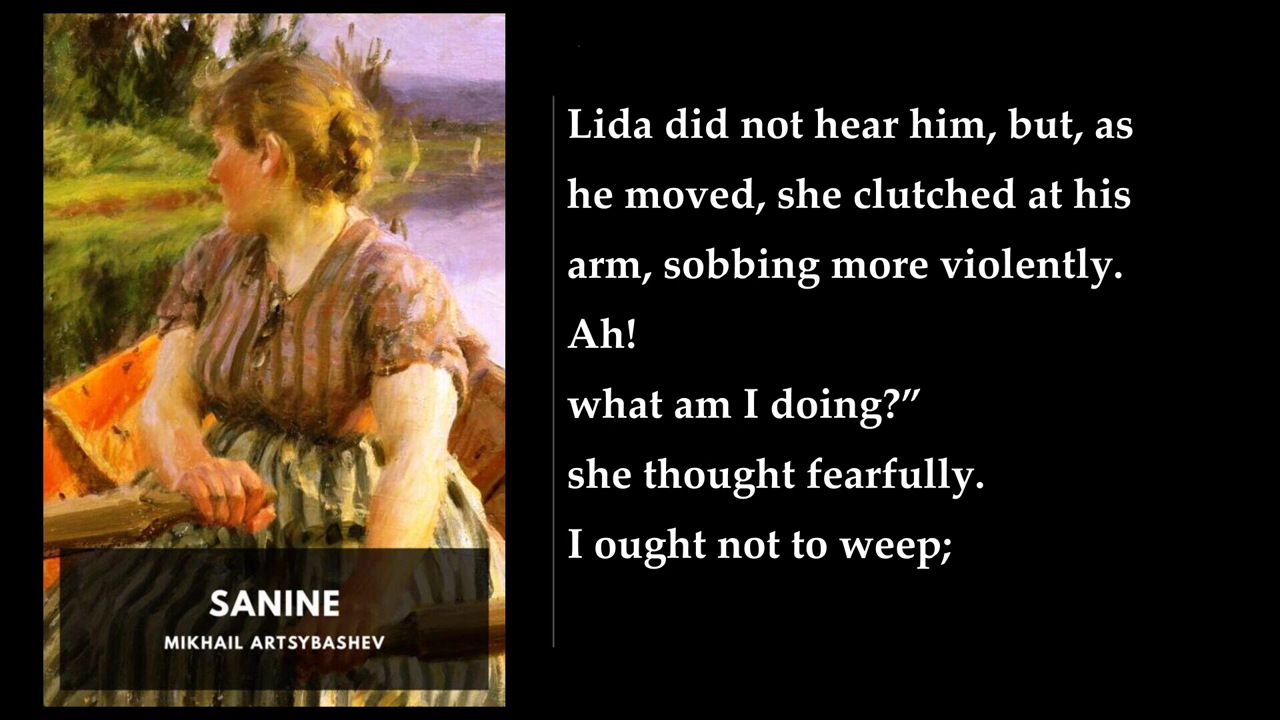 SANINE
MIKHAIL ARTSYBASHEV
Lida did not hear him, but, as
he moved, she clutched at his
arm, sobbing more violently.
Ah!
what am I doing?”
she thought fearfully.
I ought not to weep;